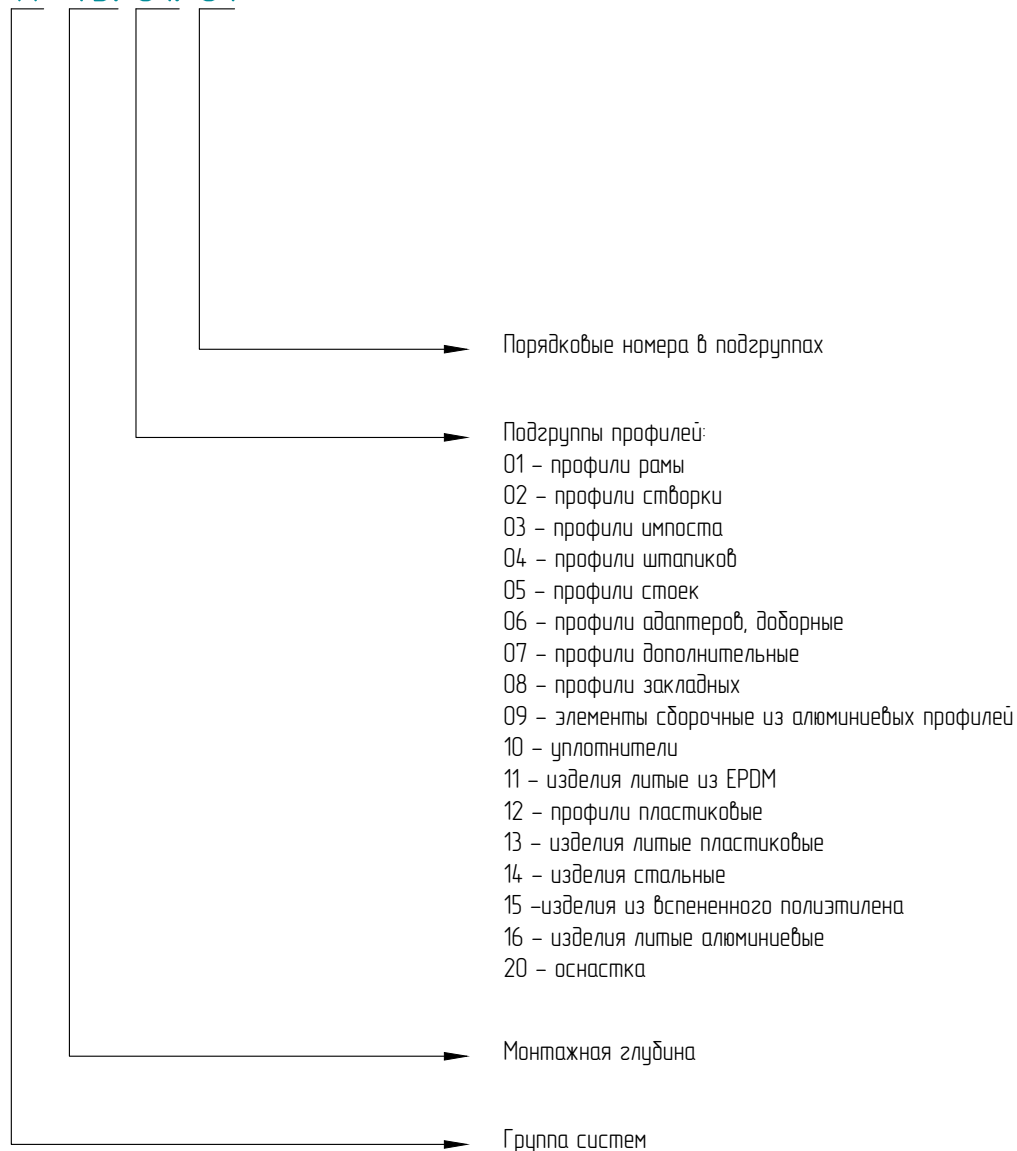 Порядковые номера в подгруппах
Подгруппы профилей:
01 – профили рамы
02 – профили створки
03 – профили импоста
04 – профили штапиков
05 – профили стоек
06 – профили адаптеров, доборные
07 – профили дополнительные
08 – профили закладных
09 – элементы сборочные из алюминиевых профилей
10 – уплотнители
11 – изделия литые из EPDM
12 – профили пластиковые
13 – изделия литые пластиковые
14 – изделия стальные
15 –изделия из вспененного полиэтилена
16 – изделия литые алюминиевые
20 – оснастка
Монтажная глубина
Группа систем